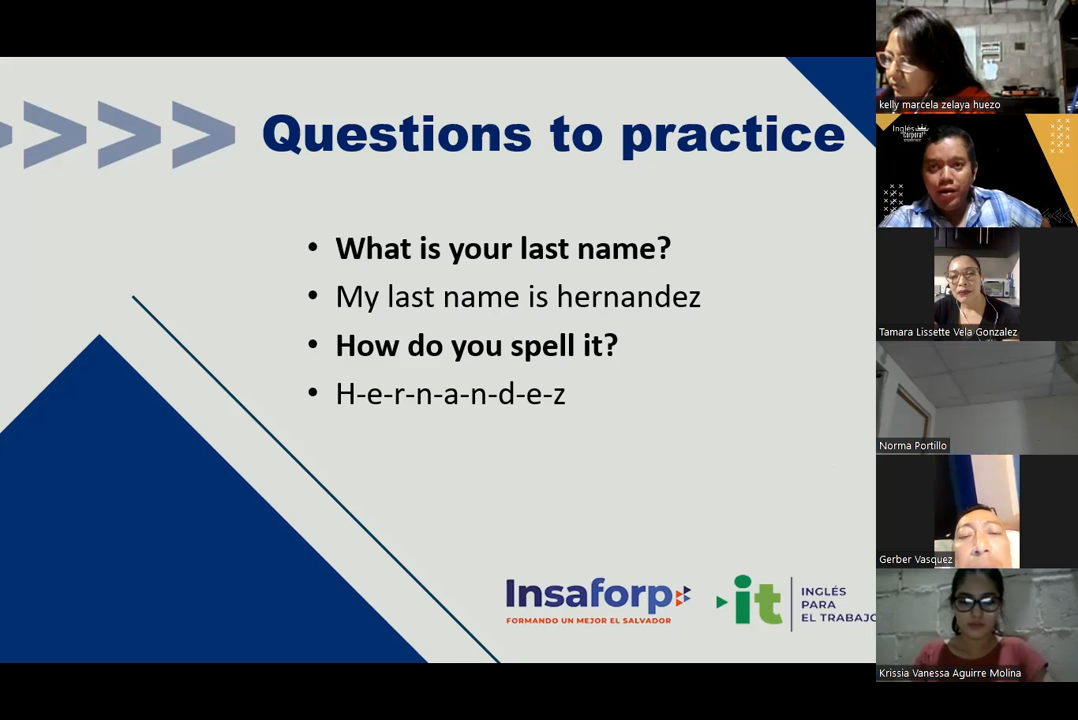 Questions to practice
• What is your last name?
• My last name is hernandez
• How do you spell it?
• H-e-r-n-a-n-d-e-z
Insaforp
FORMANDO UN MEJOR EL SALVADOR
it
INGLÉS
PARA
EL TRABAJO
kelly marcela zelaya huezo
Inglés
Corporat
Tamara Lissette Vela Gonzalez
Norma Portillo
Gerber Vasquez
Krissia Vanessa Aguirre Molina